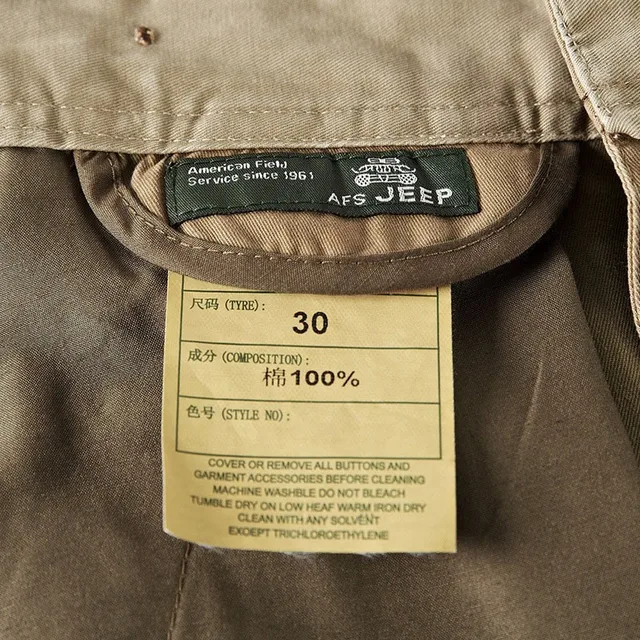 American Field
Service since 1961
AFS JEEP
尺码 (TYRE):
30
成分 (COMPOSITION):
棉100%
色号 (STYLE NO):
COVER OR REMOVE ALL BUTTONS AND
GARMENT ACCESSORIES BEFORE CLEANING
MACHINE WASHBLE DO NOT BLEACH
TUMBLE DRY ON LOW HEAF WARM IRON DRY
CLEAN WITH ANY SOLVENT
EXOEPT TRICHLOROETHYLENE